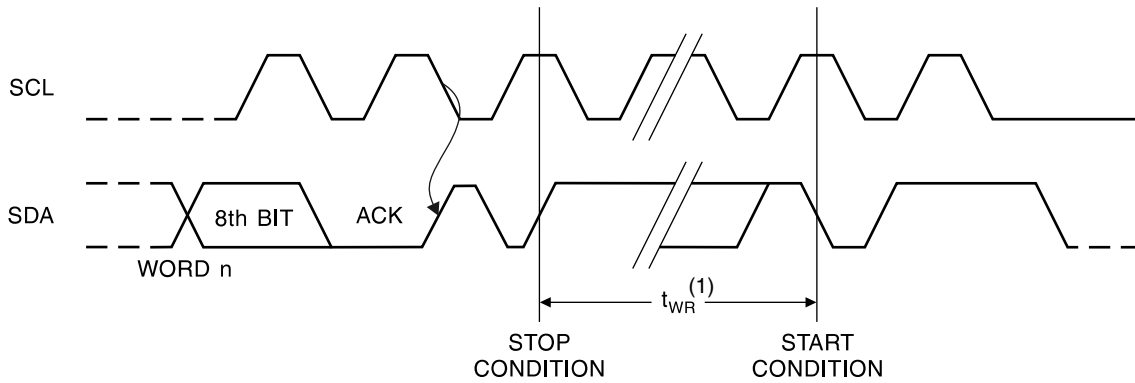 SCL
SDA
8th BIT
ACK
WORD n
tWR(1)
STOP
CONDITION
START
CONDITION